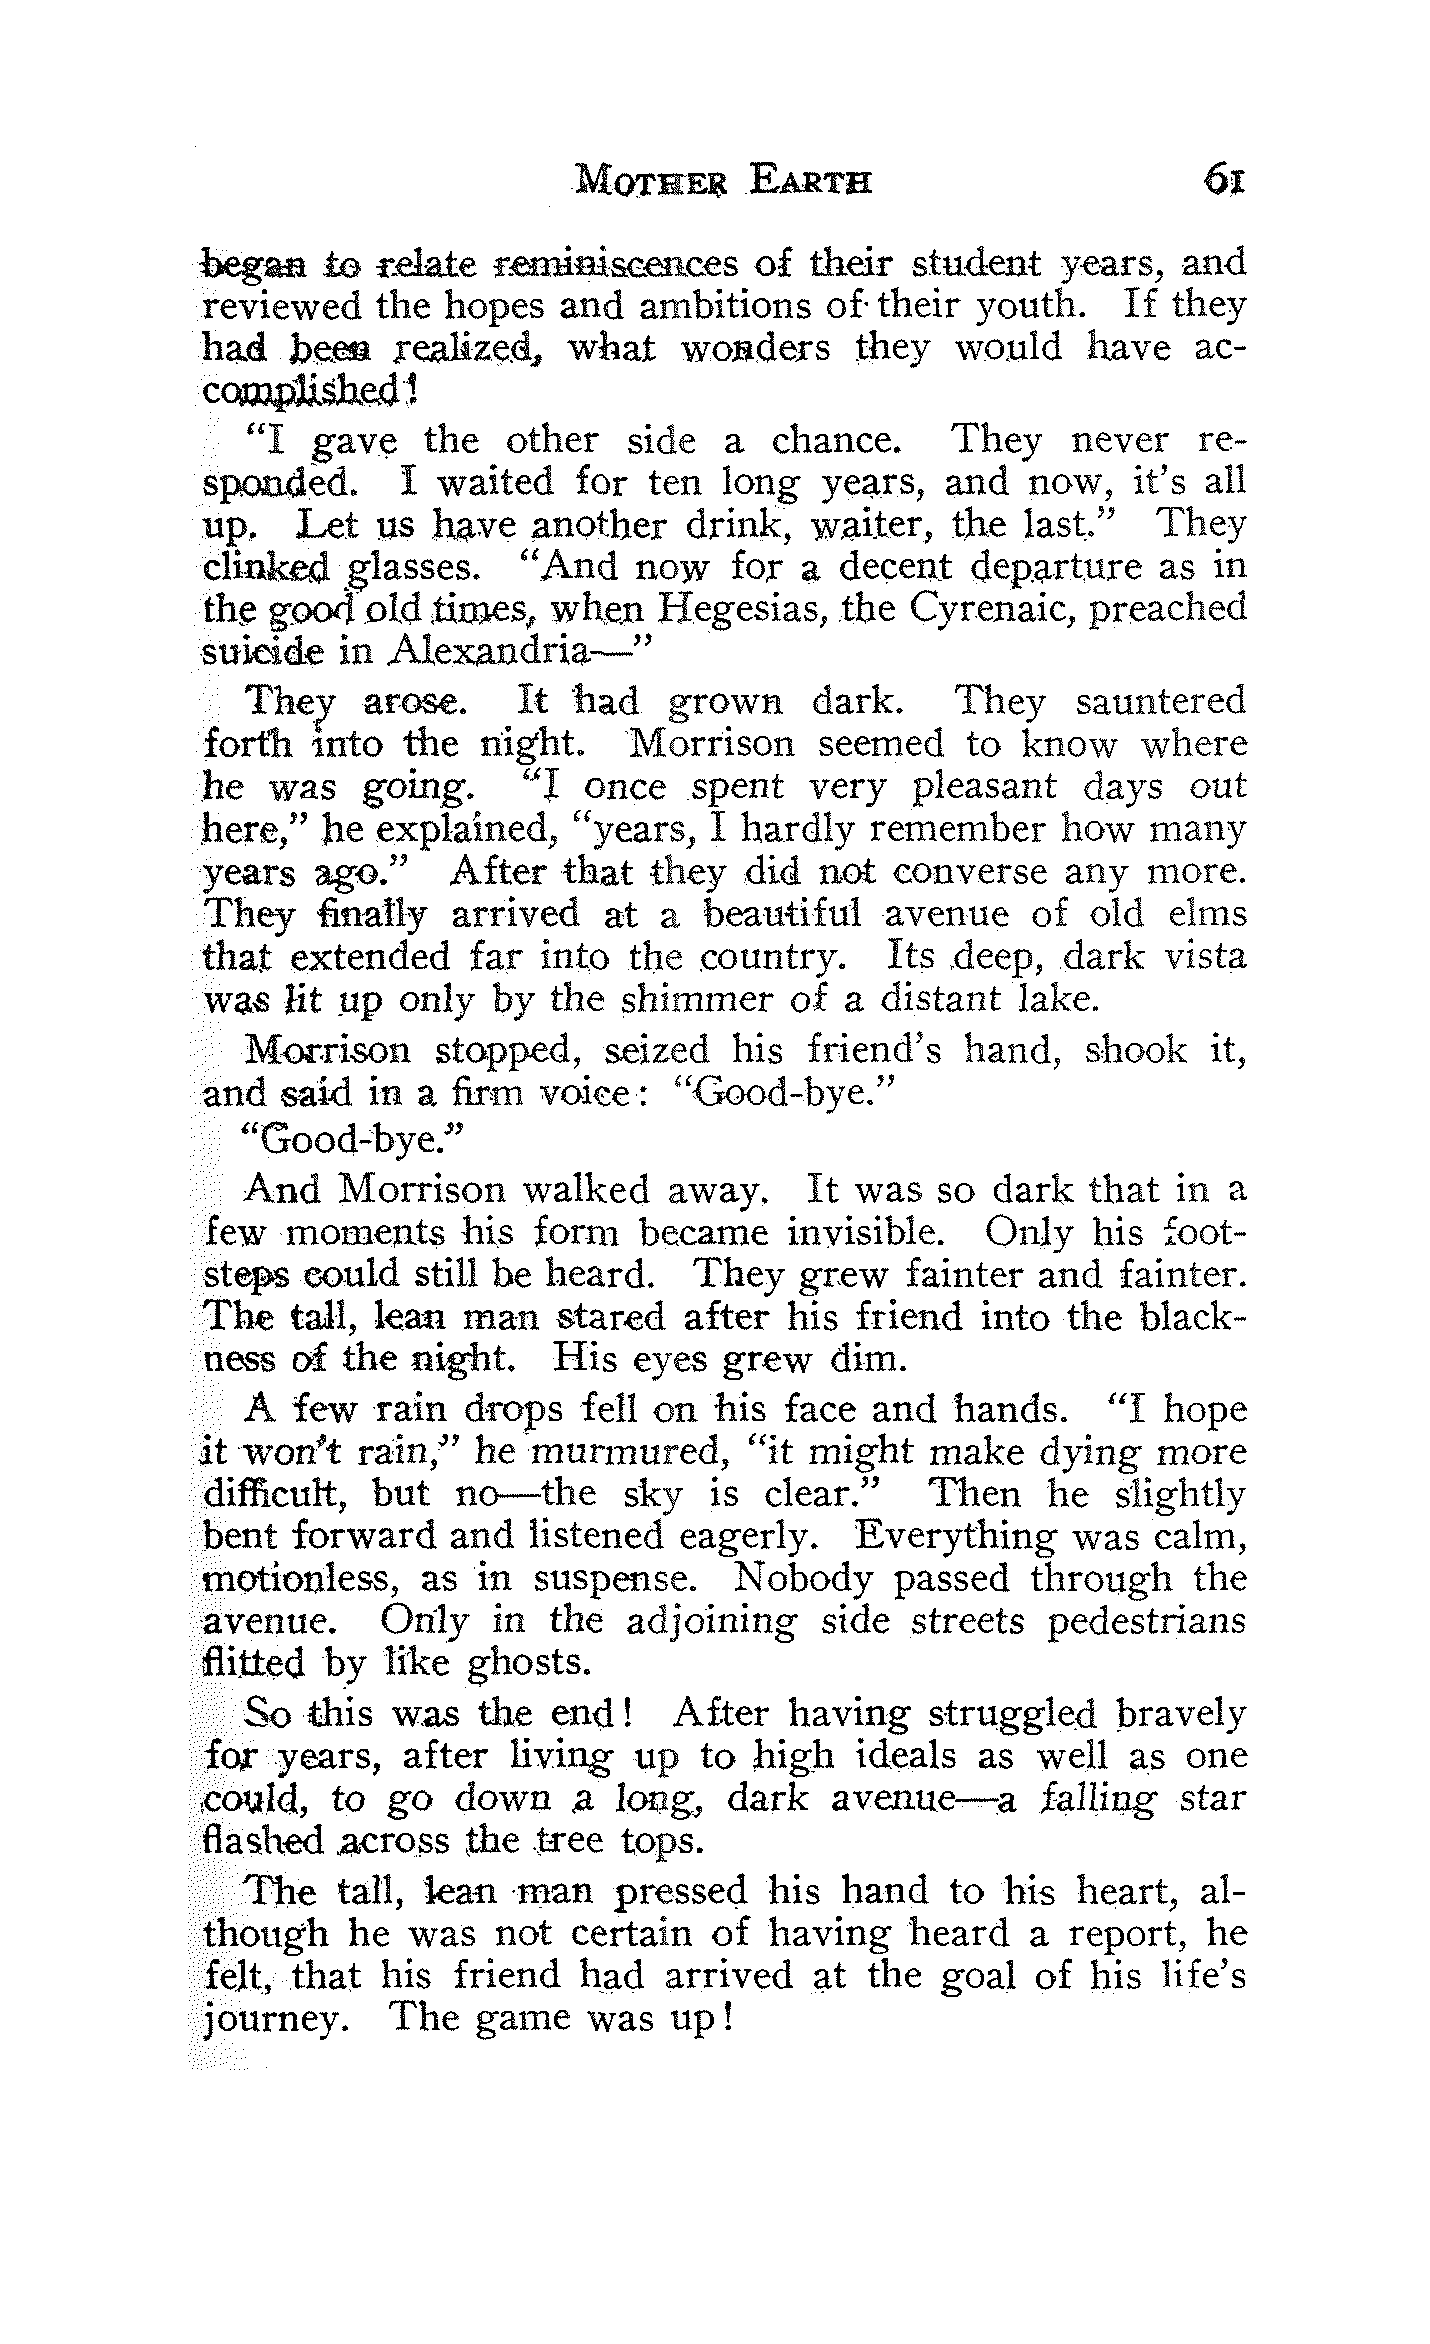 MOTHER EARTH 61
began to relate reminiscences of their student years, and
reviewed the hopes and ambitions of their youth. If they
had been realized, what wonders they would have ac-
complished!
"I gave the other side a chance. They never re-
sponded. I waited for ten long years, and now, it's all
up. Let us have another drink, waiter, the last." They
clinked glasses. "And now for a decent departure as in
the good old times, when Hegesias, the Cyrenaic, preached
suicide in Alexandria—"
They arose. It had grown dark. They sauntered
forth into the night. Morrison seemed to know where
he was going. "I once spent very pleasant days out
here," he explained, "years, I hardly remember how many
years ago." After that they did not converse any more.
They finally arrived at a beautiful avenue of old elms
that extended far into the country. Its deep, dark vista
was lit up only by the shimmer of a distant lake.
Morrison stopped, seized his friend's hand, shook it,
and said in a firm voice: "Good-bye."
"Good-bye."
And Morrison walked away. It was so dark that in a
few moments his form became invisible. Only his foot-
steps could still be heard. They grew fainter and fainter.
The tall, lean man stared after his friend into the black-
ness of the night. His eyes grew dim.
A few rain drops fell on his face and hands. "I hope
it won't rain," he murmured, "it might make dying more
difficult, but no—the sky is clear." Then he slightly
bent forward and listened eagerly. Everything was calm,
motionless, as in suspense. Nobody passed through the
avenue. Only in the adjoining side streets pedestrians
flitted by like ghosts.
So this was the end! After having struggled bravely
for years, after living up to high ideals as well as one
could, to go down a long, dark avenue—a falling star
flashed across the tree tops.
The tall, lean man pressed his hand to his heart, al-
though he was not certain of having heard a report, he
felt, that his friend had arrived at the goal of his life's
journey. The game was up!